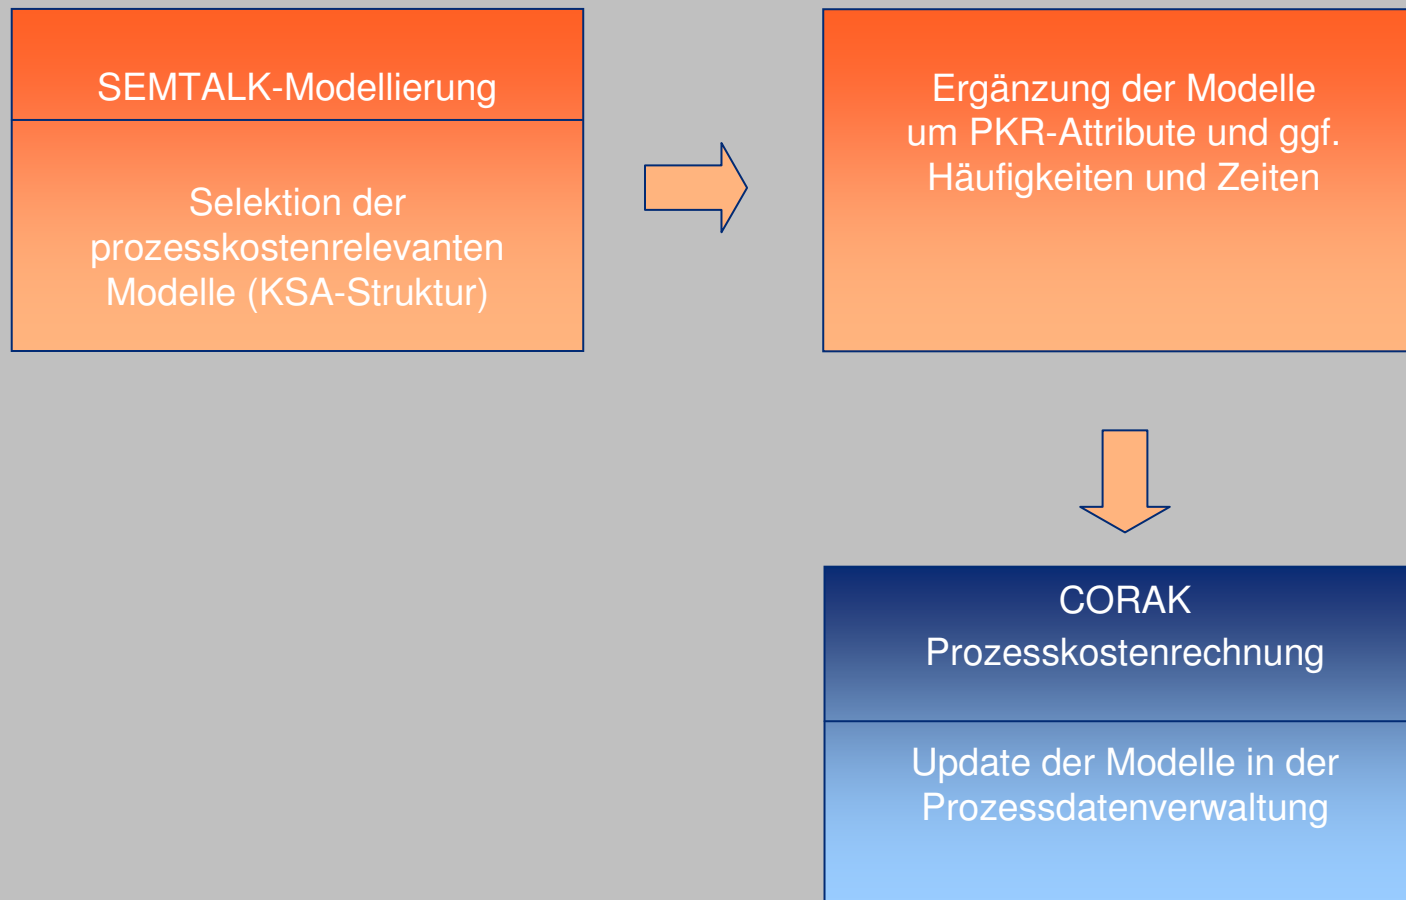 SEMTALK-Modellierung
Selektion der
prozesskostenrelevanten
Modelle (KSA-Struktur)
Ergänzung der Modelle
um PKR-Attribute und ggf.
Häufigkeiten und Zeiten
CORAK
Prozesskostenrechnung
Update der Modelle in der
Prozessdatenverwaltung